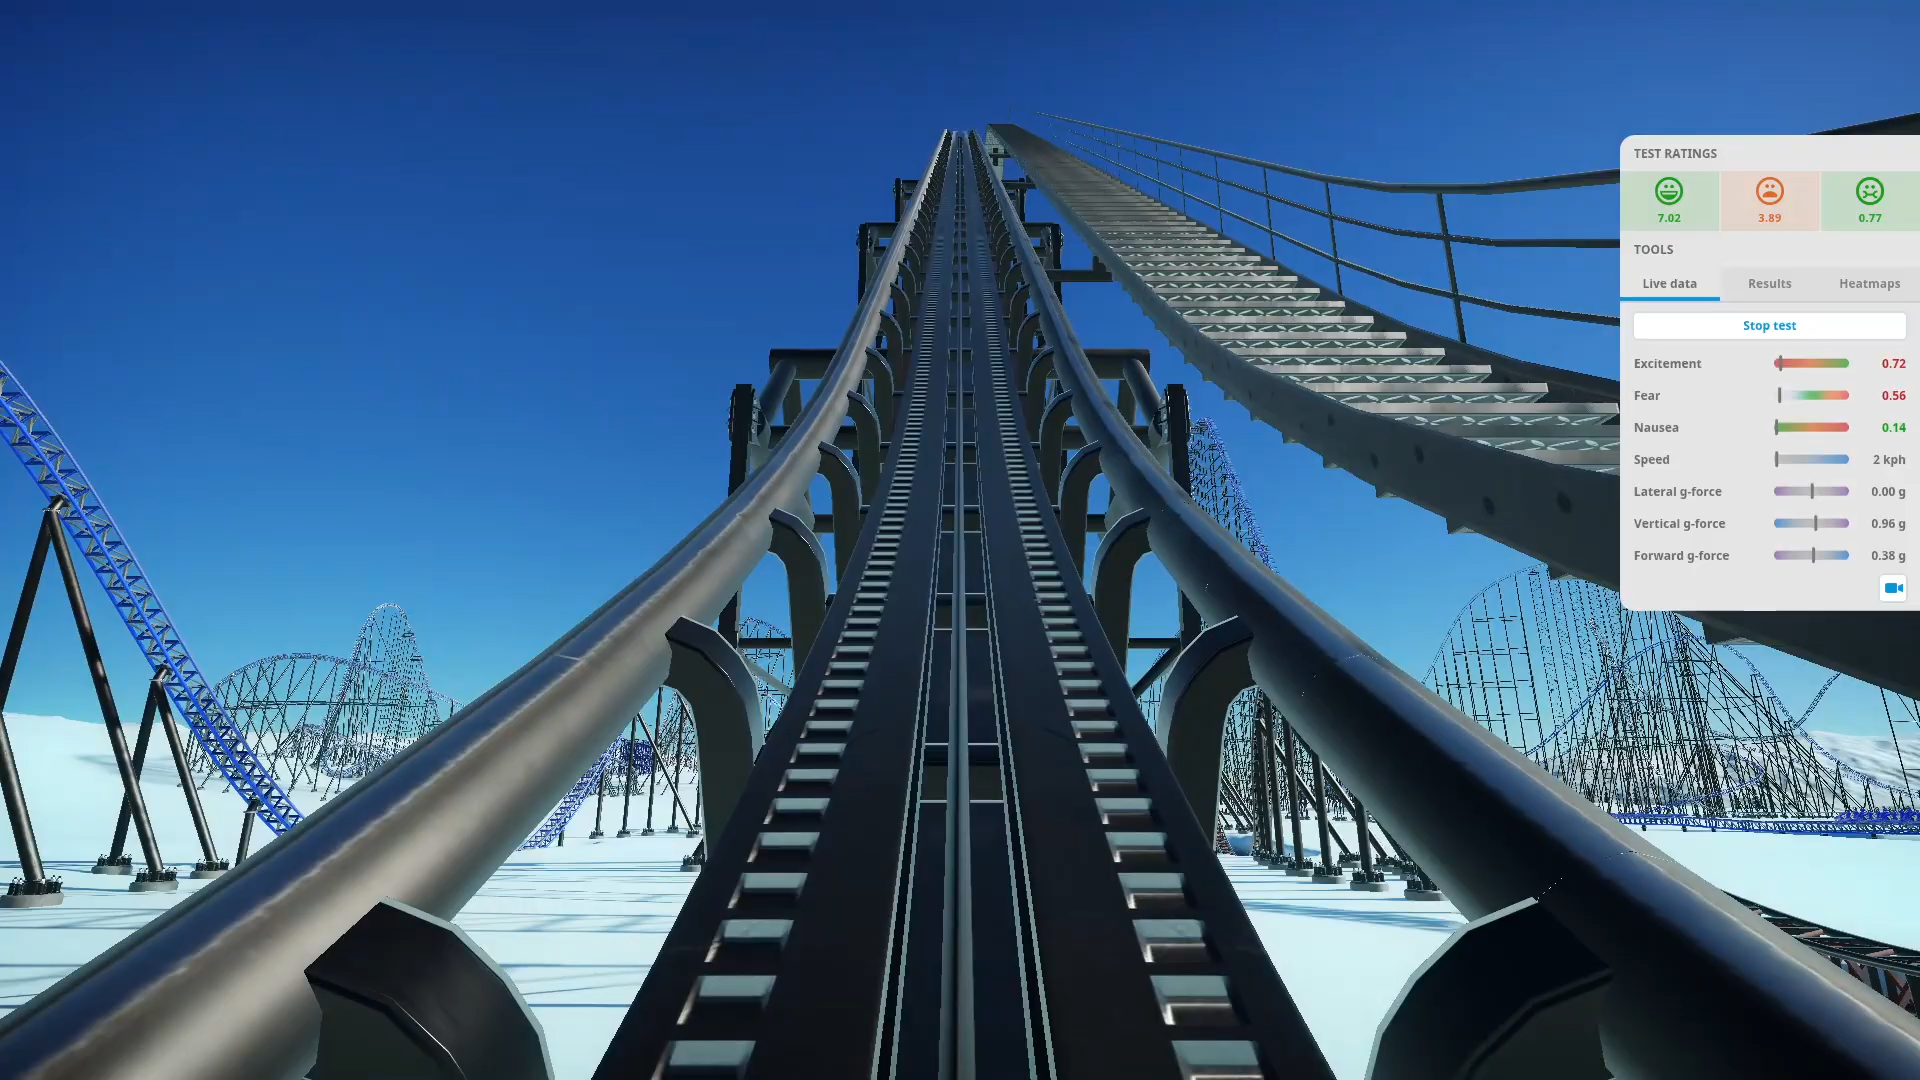 TEST RATINGS
7.02 3.89 0.77
TOOLS
Live data Results Heatmaps
Stop test
Excitement 0.72
Fear 0.56
Nausea 0.14
Speed 2 kph
Lateral g-force 0.00 g
Vertical g-force 0.96 g
Forward g-force 0.38 g